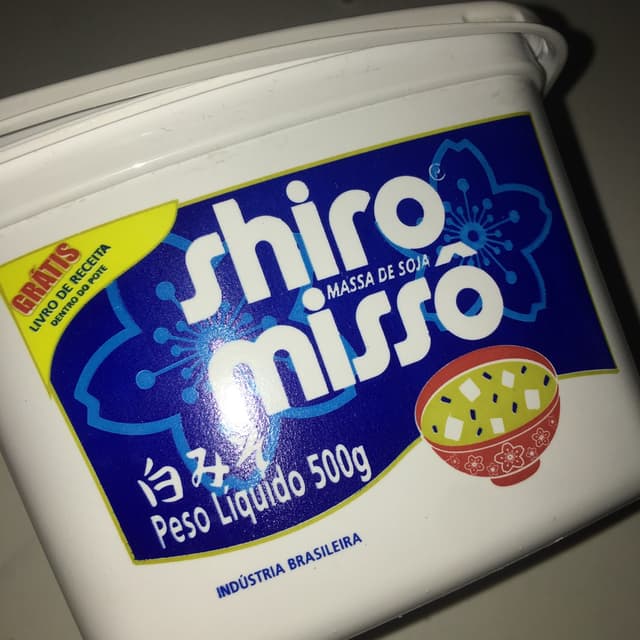 GRÁTIS
LIVRO DE RECEITA
DENTRO DO POTE
shiro
MASSA DE SOJA
missô
白みそ
Peso Líquido 500g
INDÚSTRIA BRASILEIRA